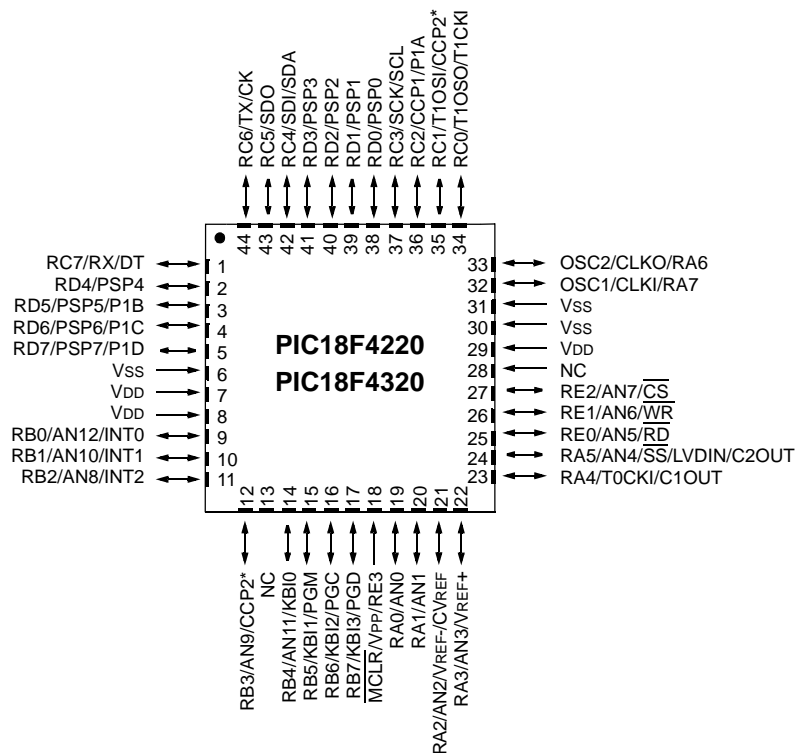 RC6/TX/CK
RC5/SDO
RC4/SDI/SDA
RD3/PSP3
RD2/PSP2
RD1/PSP1
RD0/PSP0
RC3/SCK/SCL
RC2/CCP1/P1A
RC1/T1OSI/CCP2*
RC0/T1OSO/T1CKI
44
43
42
41
40
39
38
37
36
35
34
RC7/RX/DT 1
RD4/PSP4 2
RD5/PSP5/P1B 3
RD6/PSP6/P1C 4
RD7/PSP7/P1D 5
VSS 6
VDD 7
VDD 8
RB0/AN12/INT0 9
RB1/AN10/INT1 10
RB2/AN8/INT2 11
PIC18F4220
PIC18F4320
33 OSC2/CLKO/RA6
32 OSC1/CLKI/RA7
31 VSS
30 VSS
29 VDD
28 NC
27 RE2/AN7/C̅S̅
26 RE1/AN6/W̅R̅
25 RE0/AN5/R̅D̅
24 RA5/AN4/S̅S̅/LVDIN/C2OUT
23 RA4/T0CKI/C1OUT
12
13
14
15
16
17
18
19
20
21
22
RB3/AN9/CCP2*
NC
RB4/AN11/KBI0
RB5/KBI1/PGM
RB6/KBI2/PGC
RB7/KBI3/PGD
M̅C̅L̅R̅/VPP/RE3
RA0/AN0
RA1/AN1
RA2/AN2/VREF-/CVREF
RA3/AN3/VREF+